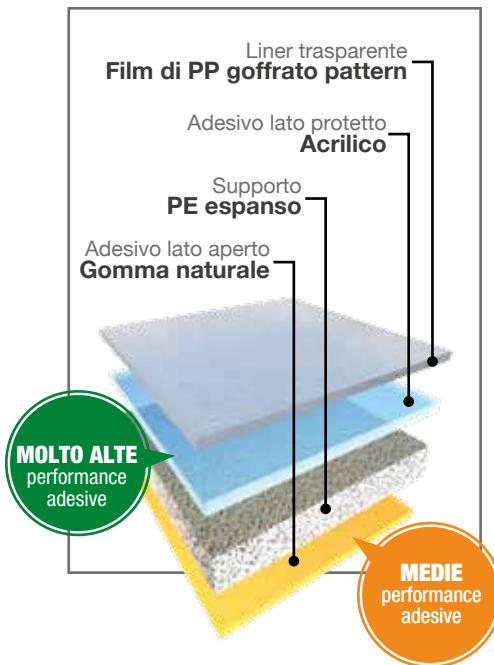 Liner trasparente
Film di PP goffrato pattern
Adesivo lato protetto
Acrilico
Supporto
PE espanso
Adesivo lato aperto
Gomma naturale
MOLTO ALTE
performance
adesive
MEDIE
performance
adesive